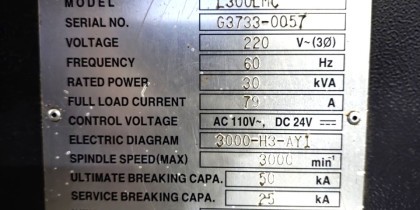 MODEL L300LMC
SERIAL NO. G3733-0057
VOLTAGE 220 V~(3Ø)
FREQUENCY 60 Hz
RATED POWER 30 kVA
FULL LOAD CURRENT 79 A
CONTROL VOLTAGE AC 110V~, DC 24V ⎓
ELECTRIC DIAGRAM 3000-H3-AY1
SPINDLE SPEED(MAX) 3000 min⁻¹
ULTIMATE BREAKING CAPA. 50 kA
SERVICE BREAKING CAPA. 25 kA